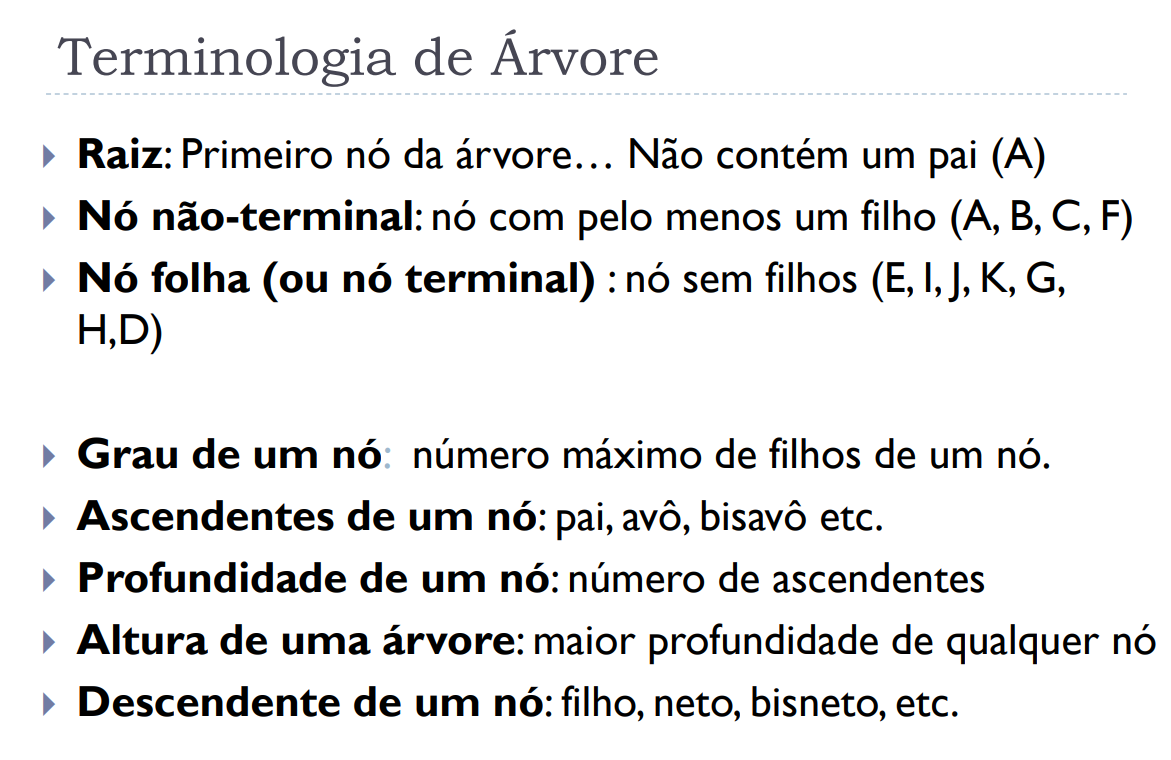 Terminologia de Árvore
Raiz: Primeiro nó da árvore… Não contém um pai (A)
Nó não-terminal: nó com pelo menos um filho (A, B, C, F)
Nó folha (ou nó terminal) : nó sem filhos (E, I, J, K, G,
H,D)
Grau de um nó: número máximo de filhos de um nó.
Ascendentes de um nó: pai, avô, bisavô etc.
Profundidade de um nó: número de ascendentes
Altura de uma árvore: maior profundidade de qualquer nó
Descendente de um nó: filho, neto, bisneto, etc.